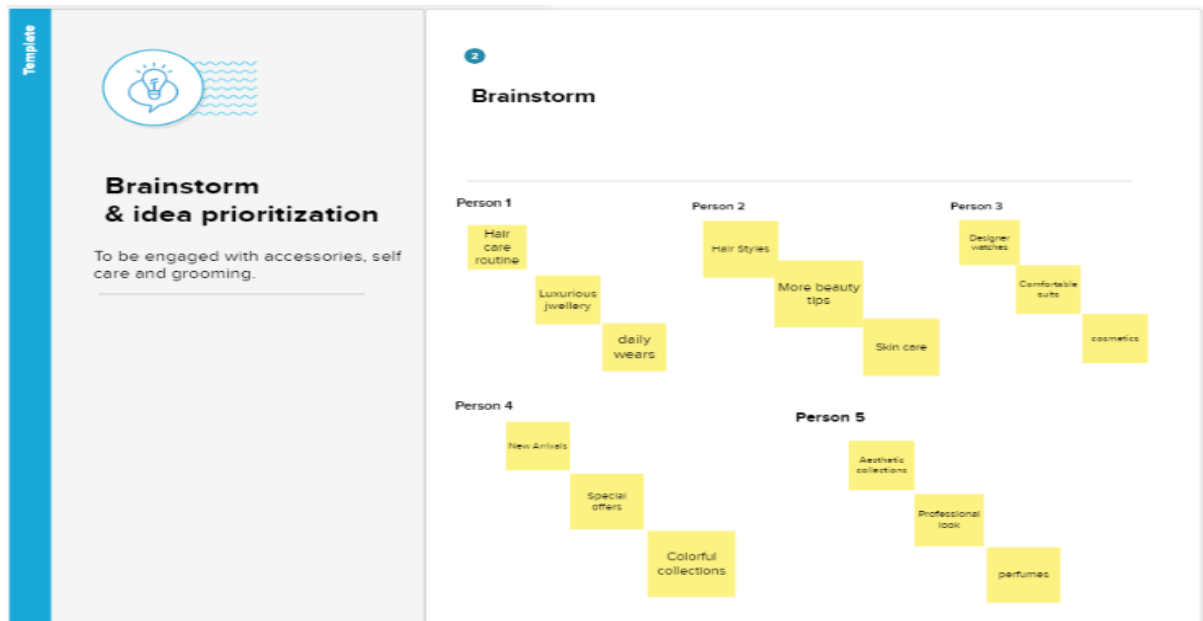 Template
Brainstorm
& idea prioritization
To be engaged with accessories, self
care and grooming.
2
Brainstorm
Person 1
Hair
care
routine
Luxurious
jwellery
daily
wears
Person 2
Hair Styles
More beauty
tips
Skin care
Person 3
Designer
watches
Comfortable
suits
cosmetics
Person 4
New Arrivals
Special
offers
Colorful
collections
Person 5
Aesthetic
collections
Professional
look
perfumes